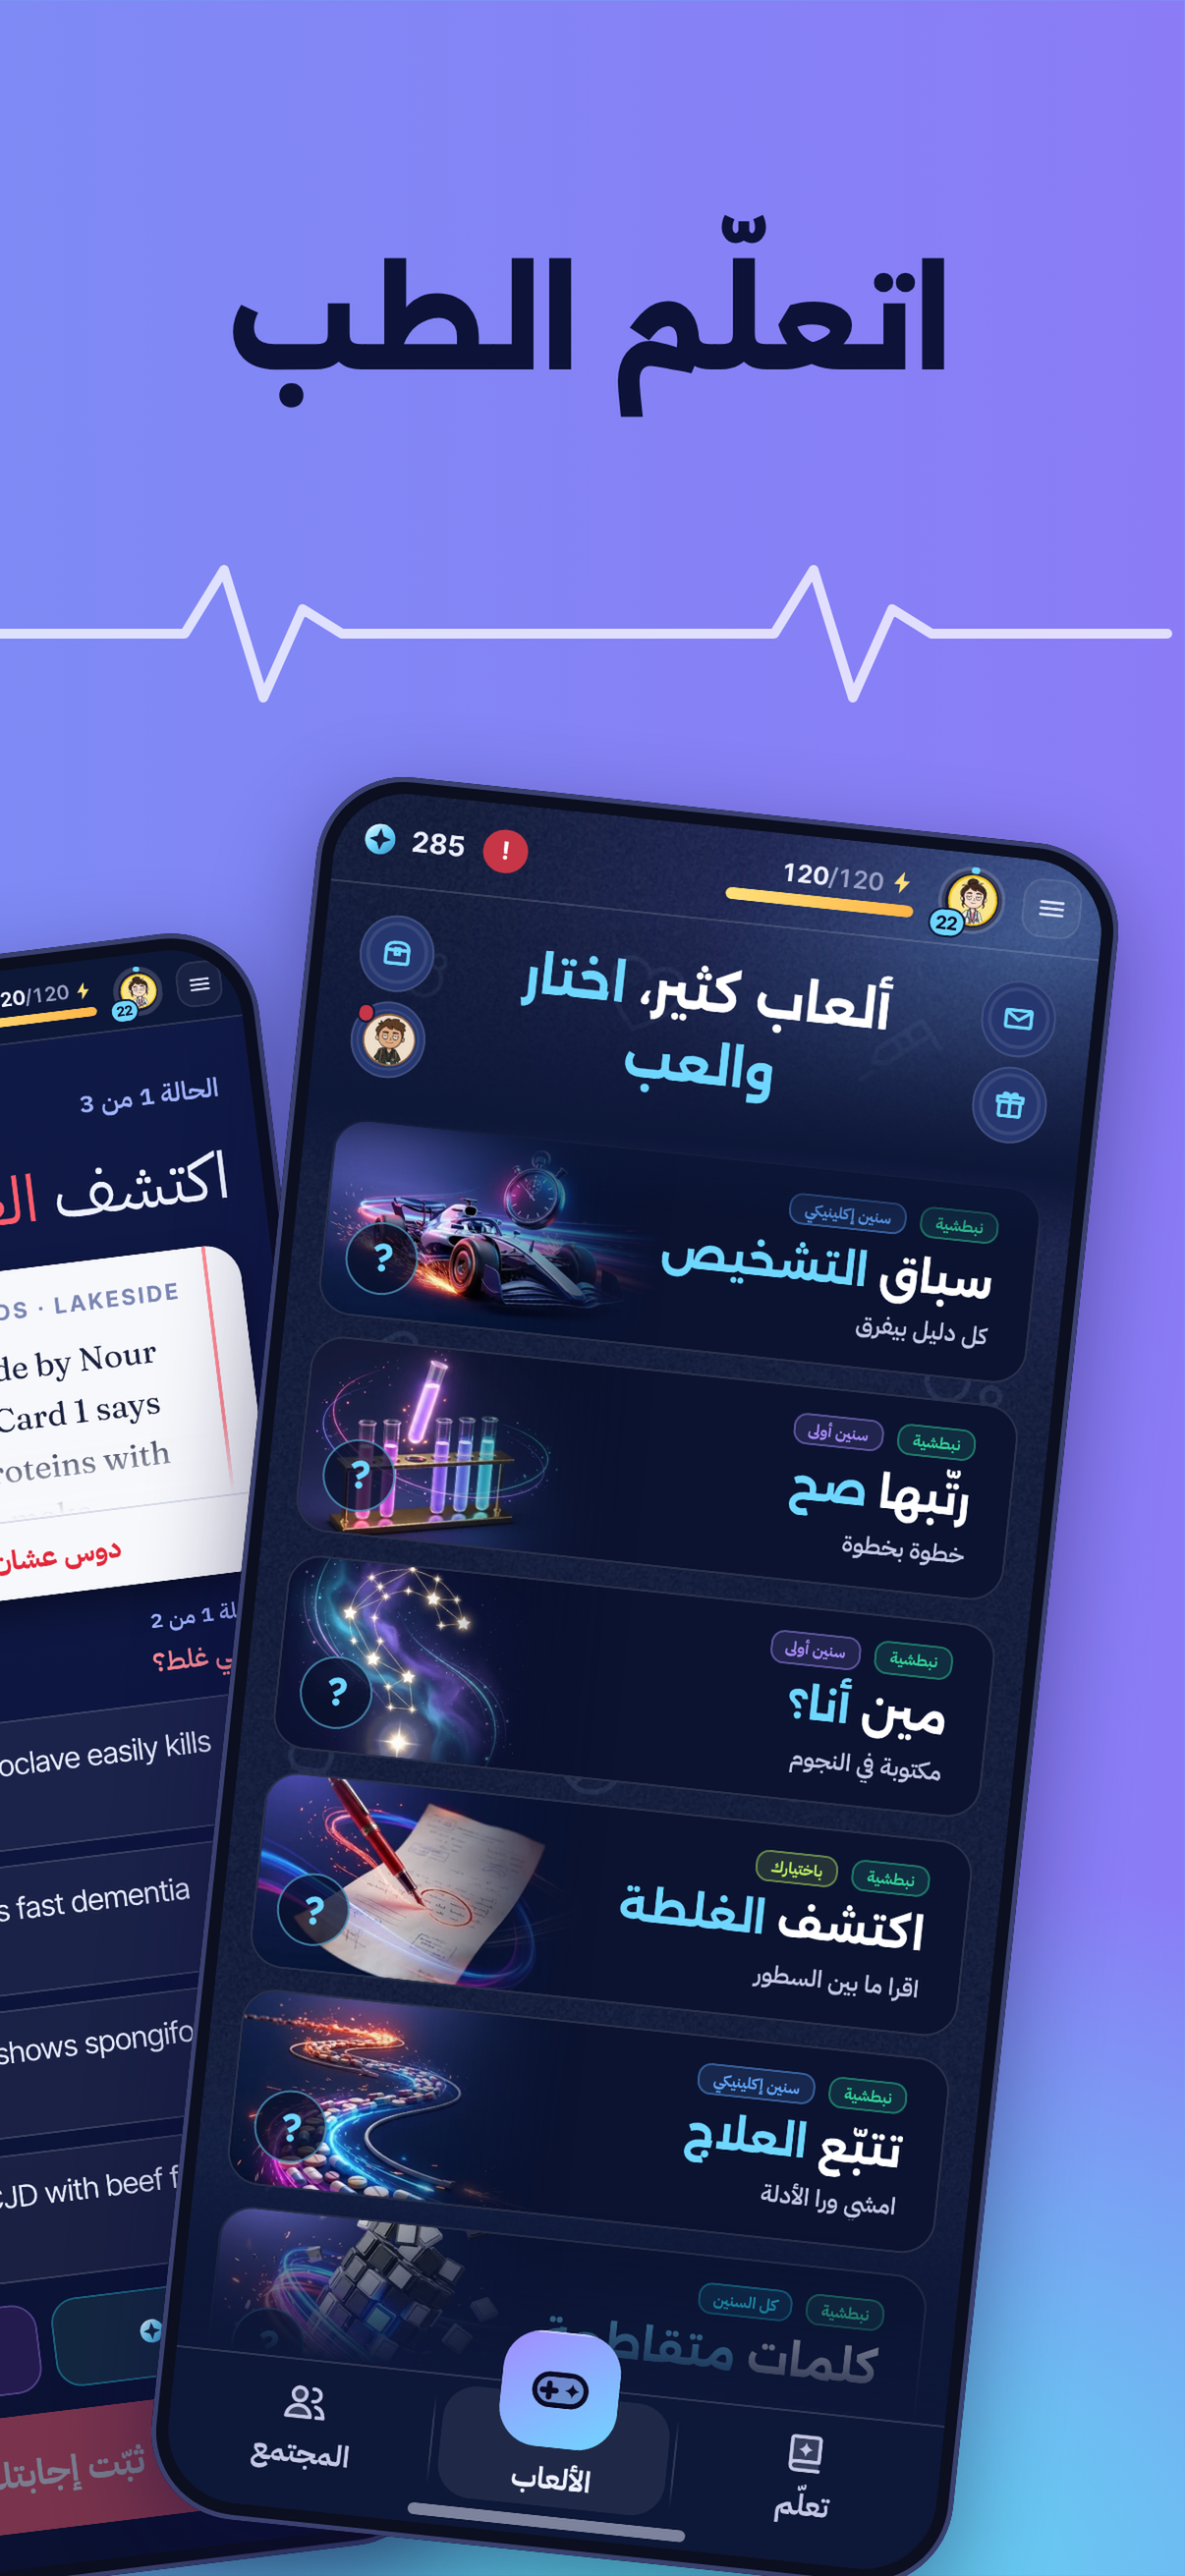 اتعلّم الطب
285
!
120/120
22
ألعاب كثير، اختار
والعب
نبطشية
سنين إكلينيكي
سباق التشخيص
كل دليل بيفرق
?
نبطشية
سنين أولى
رتّبها صح
خطوة بخطوة
?
نبطشية
سنين أولى
مين أنا؟
مكتوبة في النجوم
?
نبطشية
باختيارك
اكتشف الغلطة
اقرا ما بين السطور
?
نبطشية
سنين إكلينيكي
تتبّع العلاج
امشي ورا الأدلة
?
نبطشية
كل السنين
كلمات متقاطعة
?
تعلّم
الألعاب
المجتمع
20/120
22
الحالة 1 من 3
اكتشف
LAKESIDE
de by Nour
Card 1 says
roteins with
دوس عشان
1 من 2
غلط؟
oclave easily kills
s fast dementia
shows spongifo
CJD with beef f
ثبّت إجابتك